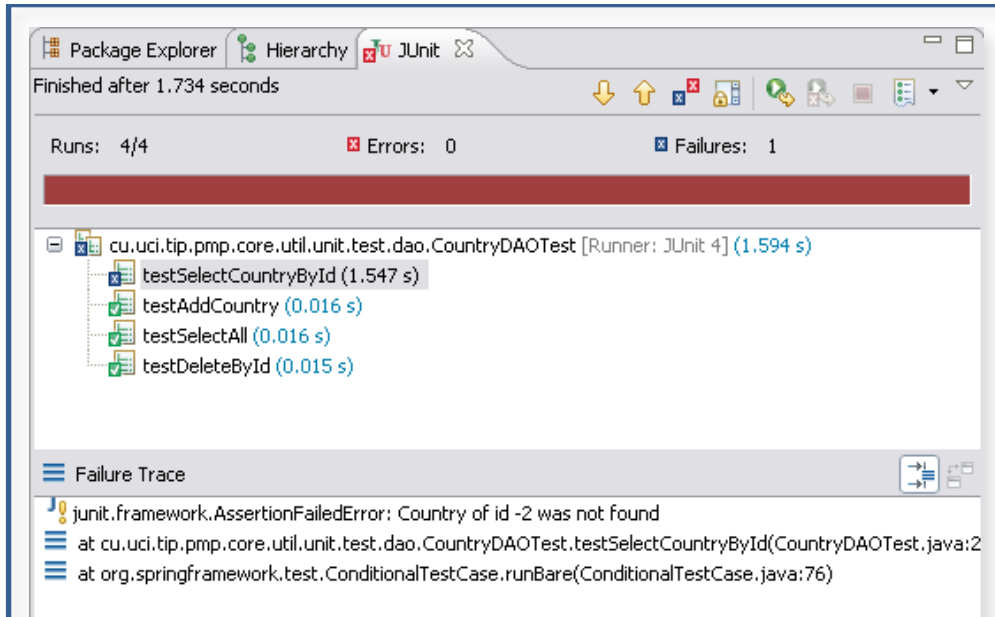 Package Explorer Hierarchy JUnit
Finished after 1.734 seconds
Runs: 4/4 Errors: 0 Failures: 1
cu.uci.tip.pmp.core.util.unit.test.dao.CountryDAOTest [Runner: JUnit 4] (1.594 s)
testSelectCountryById (1.547 s)
testAddCountry (0.016 s)
testSelectAll (0.016 s)
testDeleteById (0.015 s)
Failure Trace
junit.framework.AssertionFailedError: Country of id -2 was not found
at cu.uci.tip.pmp.core.util.unit.test.dao.CountryDAOTest.testSelectCountryById(CountryDAOTest.java:2
at org.springframework.test.ConditionalTestCase.runBare(ConditionalTestCase.java:76)